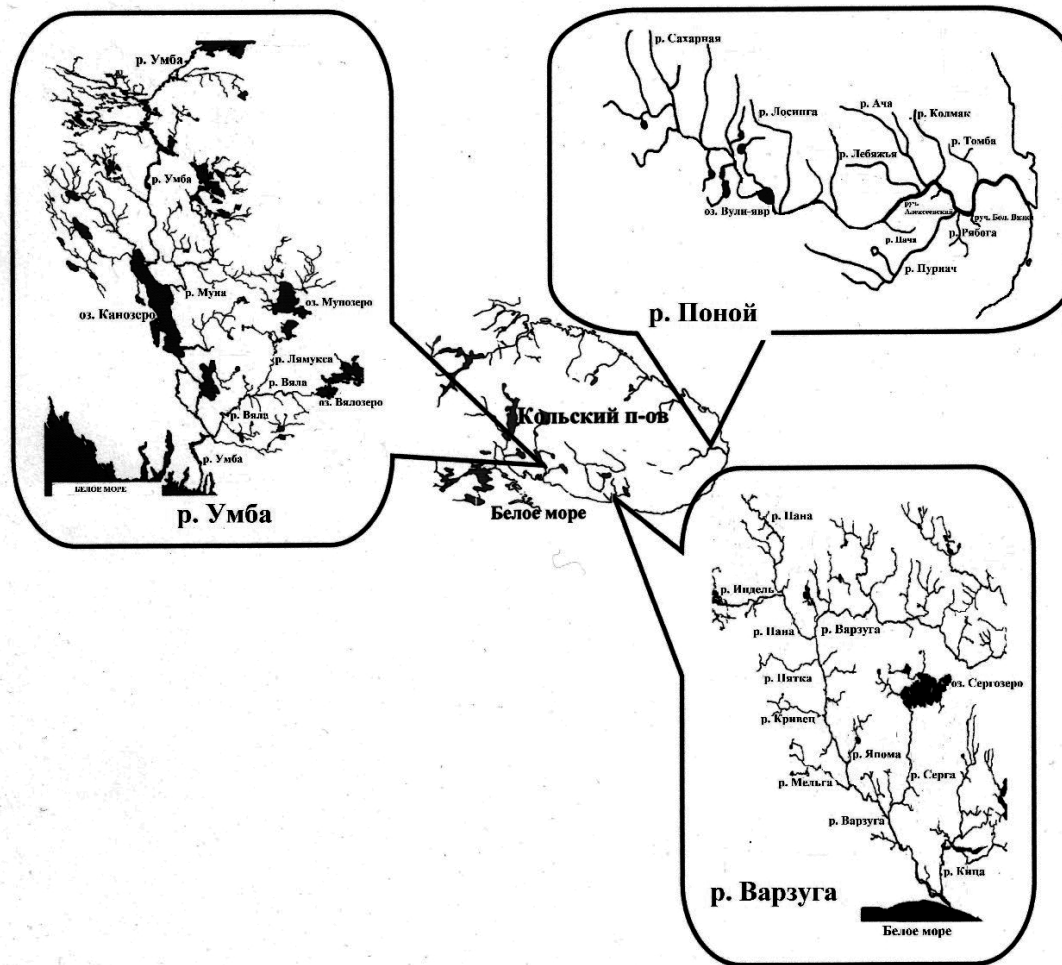 р. Умба
р. Умба
р. Муна
оз. Мунозеро
оз. Канозеро
р. Лямукса
р. Вяла
оз. Вялозеро
р. Вяла
р. Умба
БЕЛОЕ МОРЕ
р. Умба
р. Сахарная
р. Лосинга
р. Ача
р. Колмак
р. Томба
р. Лебяжья
оз. Вули-явр
руч.
р. Пача
р. Рябога
р. Пурнач
р. Поной
Кольский п-ов
Белое море
р. Пана
р. Индель
р. Пана
р. Варзуга
р. Пятка
оз. Сергозеро
р. Кривец
р. Япома
р. Мельга
р. Серга
р. Варзуга
р. Кица
р. Варзуга
Белое море